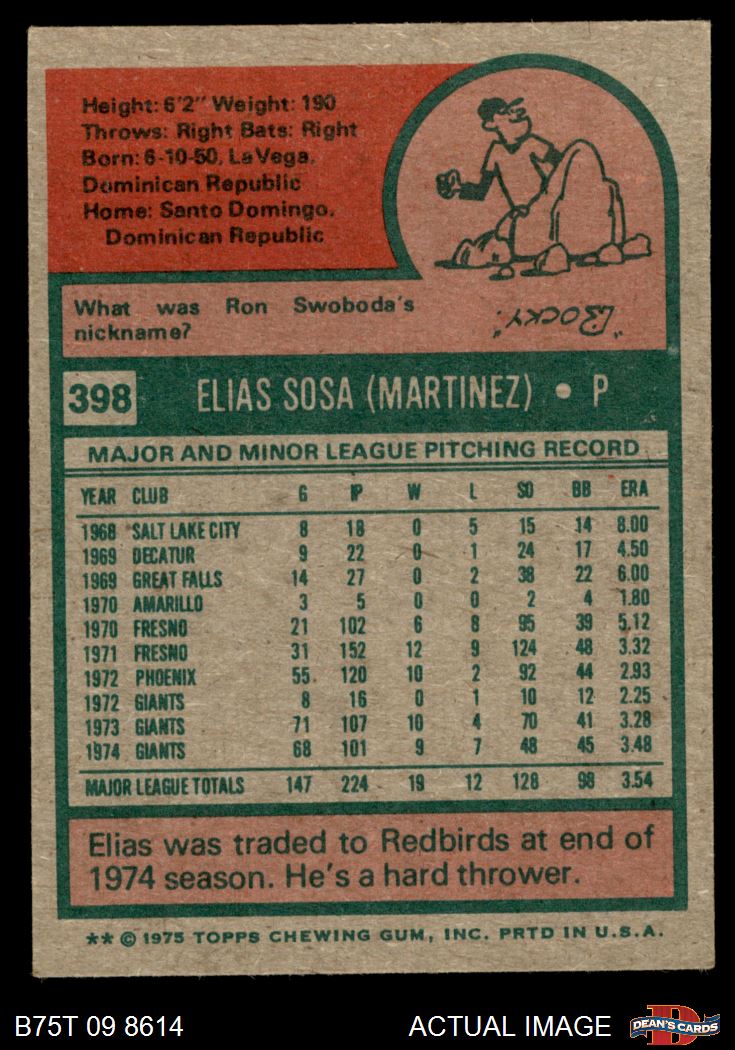 Height: 6'2" Weight: 190
Throws: Right Bats: Right
Born: 6-10-50, La Vega,
Dominican Republic
Home: Santo Domingo,
Dominican Republic
What was Ron Swoboda's
nickname?
"Rocky."
398 ELIAS SOSA (MARTINEZ) • P
MAJOR AND MINOR LEAGUE PITCHING RECORD
YEAR CLUB G IP W L SO BB ERA
1968 SALT LAKE CITY 8 18 0 5 15 14 8.00
1969 DECATUR 9 22 0 1 24 17 4.50
1969 GREAT FALLS 14 27 0 2 38 22 6.00
1970 AMARILLO 3 5 0 0 2 4 1.80
1970 FRESNO 21 102 6 8 95 39 5.12
1971 FRESNO 31 152 12 9 124 48 3.32
1972 PHOENIX 55 120 10 2 92 44 2.93
1972 GIANTS 8 16 0 1 10 12 2.25
1973 GIANTS 71 107 10 4 70 41 3.28
1974 GIANTS 68 101 9 7 48 45 3.48
MAJOR LEAGUE TOTALS 147 224 19 12 128 98 3.54
Elias was traded to Redbirds at end of
1974 season. He's a hard thrower.
** © 1975 TOPPS CHEWING GUM, INC. PRTD IN U.S.A.
B75T 09 8614 ACTUAL IMAGE D DEAN'S CARDS